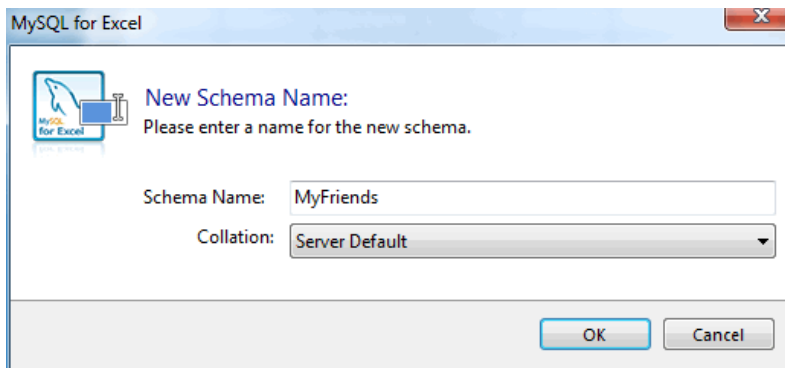 MySQL for Excel
X
MySQL
for Excel
New Schema Name:
Please enter a name for the new schema.
Schema Name: MyFriends
Collation: Server Default
OK Cancel